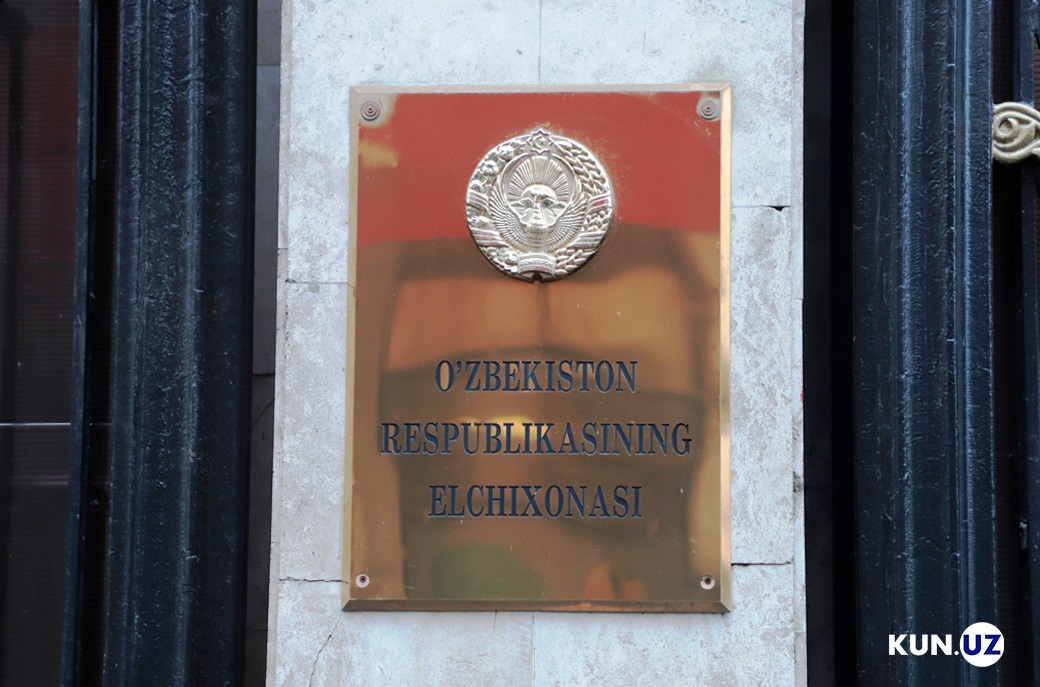 O'ZBEKISTON
RESPUBLIKASINING
ELCHIXONASI
KUN.UZ